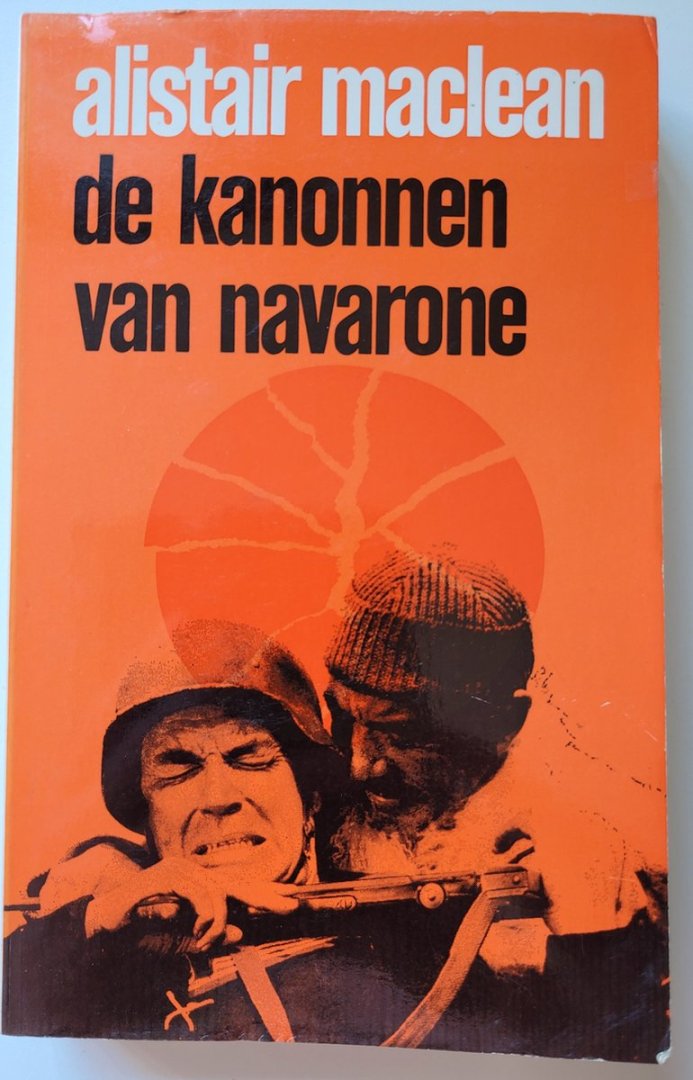 alistair maclean
de kanonnen
van navarone